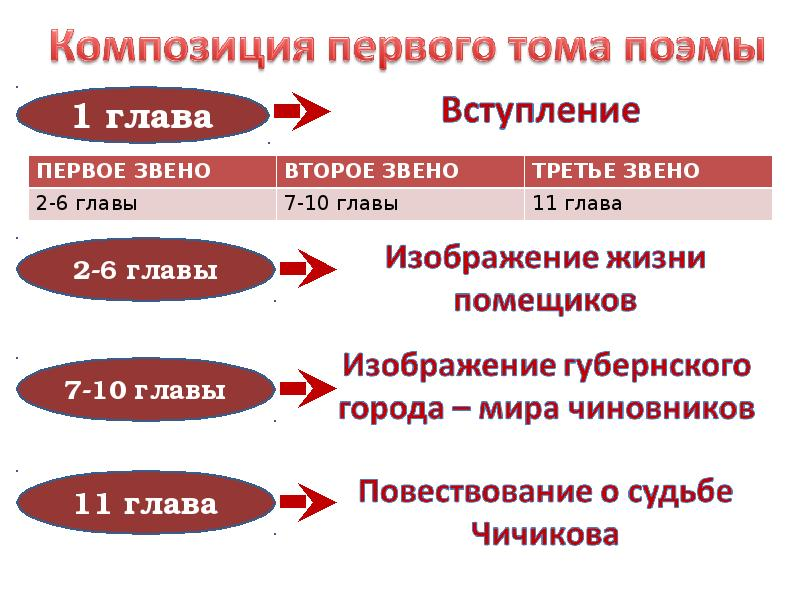 Композиция первого тома поэмы
1 глава
Вступление
ПЕРВОЕ ЗВЕНО ВТОРОЕ ЗВЕНО ТРЕТЬЕ ЗВЕНО
2-6 главы 7-10 главы 11 глава
2-6 главы
Изображение жизни
помещиков
7-10 главы
Изображение губернского
города – мира чиновников
11 глава
Повествование о судьбе
Чичикова